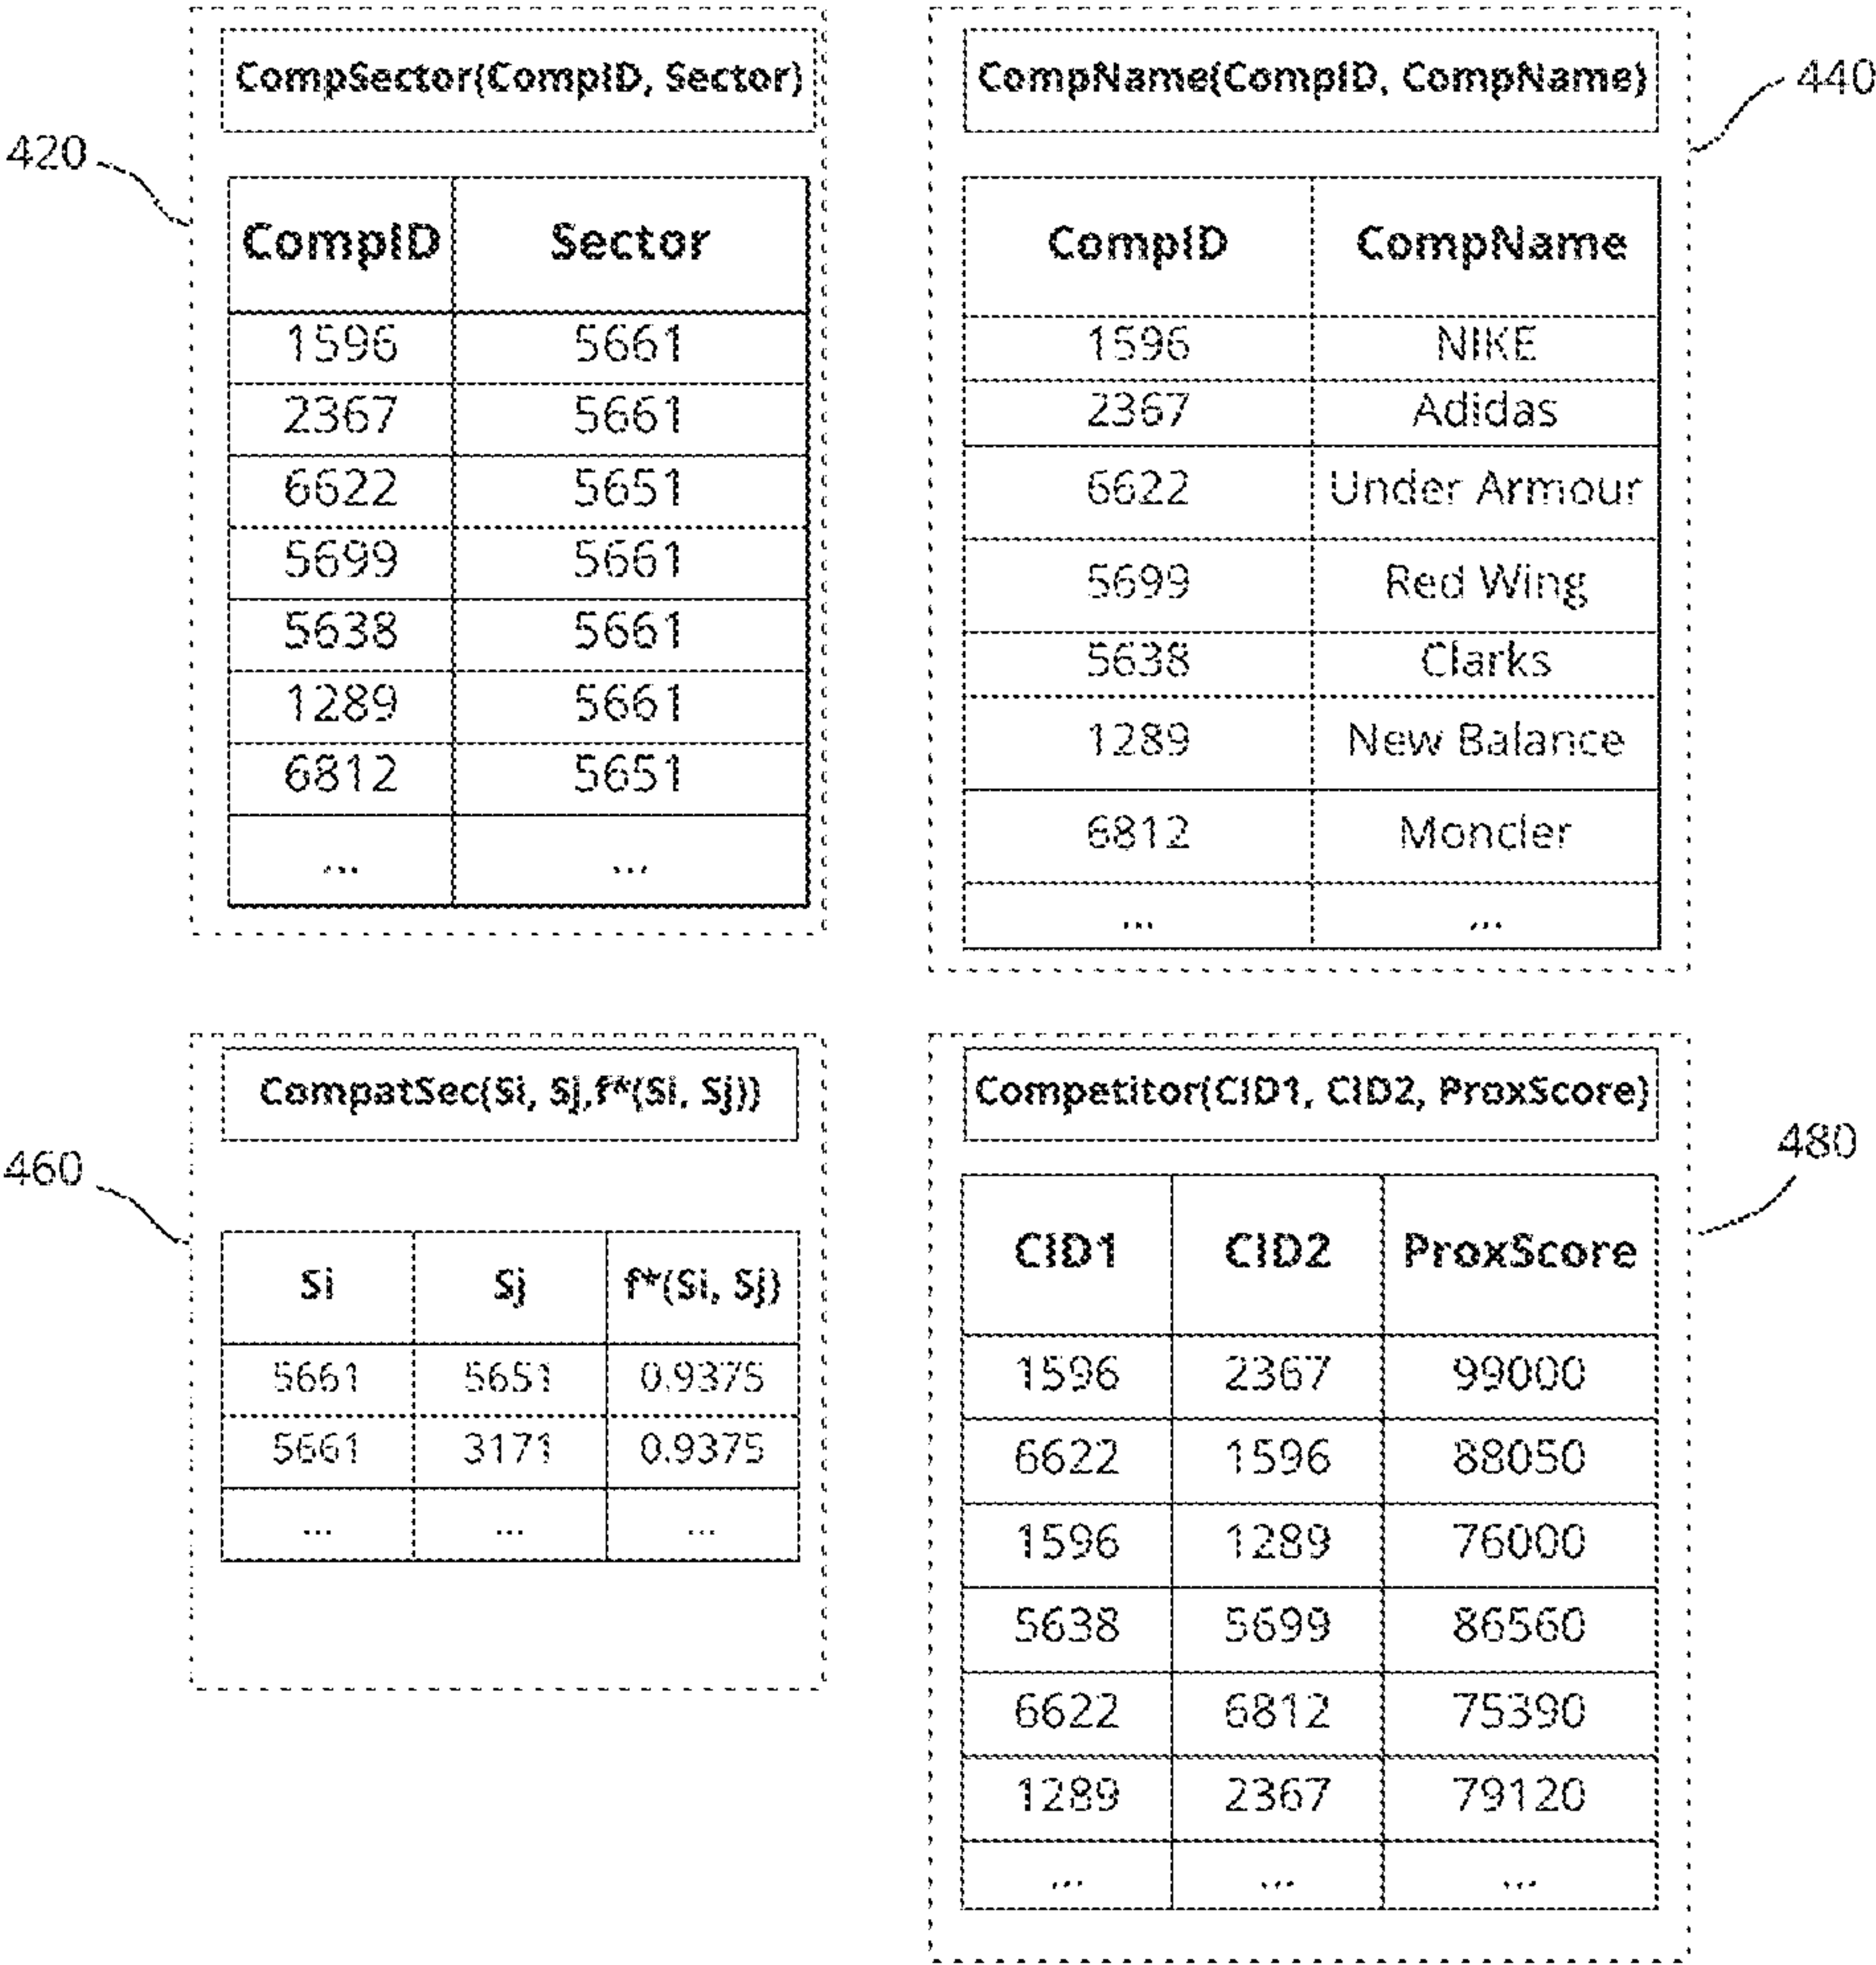 420
CompSector(CompID, Sector)
CompID Sector
1596 5661
2367 5661
6622 5651
5699 5661
5638 5661
1289 5661
6812 5651
... ...
440
CompName(CompID, CompName)
CompID CompName
1596 NIKE
2367 Adidas
6622 Under Armour
5699 Red Wing
5638 Clarks
1289 New Balance
6812 Moncler
... ...
460
CompatSec(Si, Sj,f*(Si, Sj))
Si Sj f*(Si, Sj)
5661 5651 0.9375
5661 3171 0.9375
... ... ...
480
Competitor(CID1, CID2, ProxScore)
CID1 CID2 ProxScore
1596 2367 99000
6622 1596 88050
1596 1289 76000
5638 5699 86560
6622 6812 75390
1289 2367 79120
... ... ...